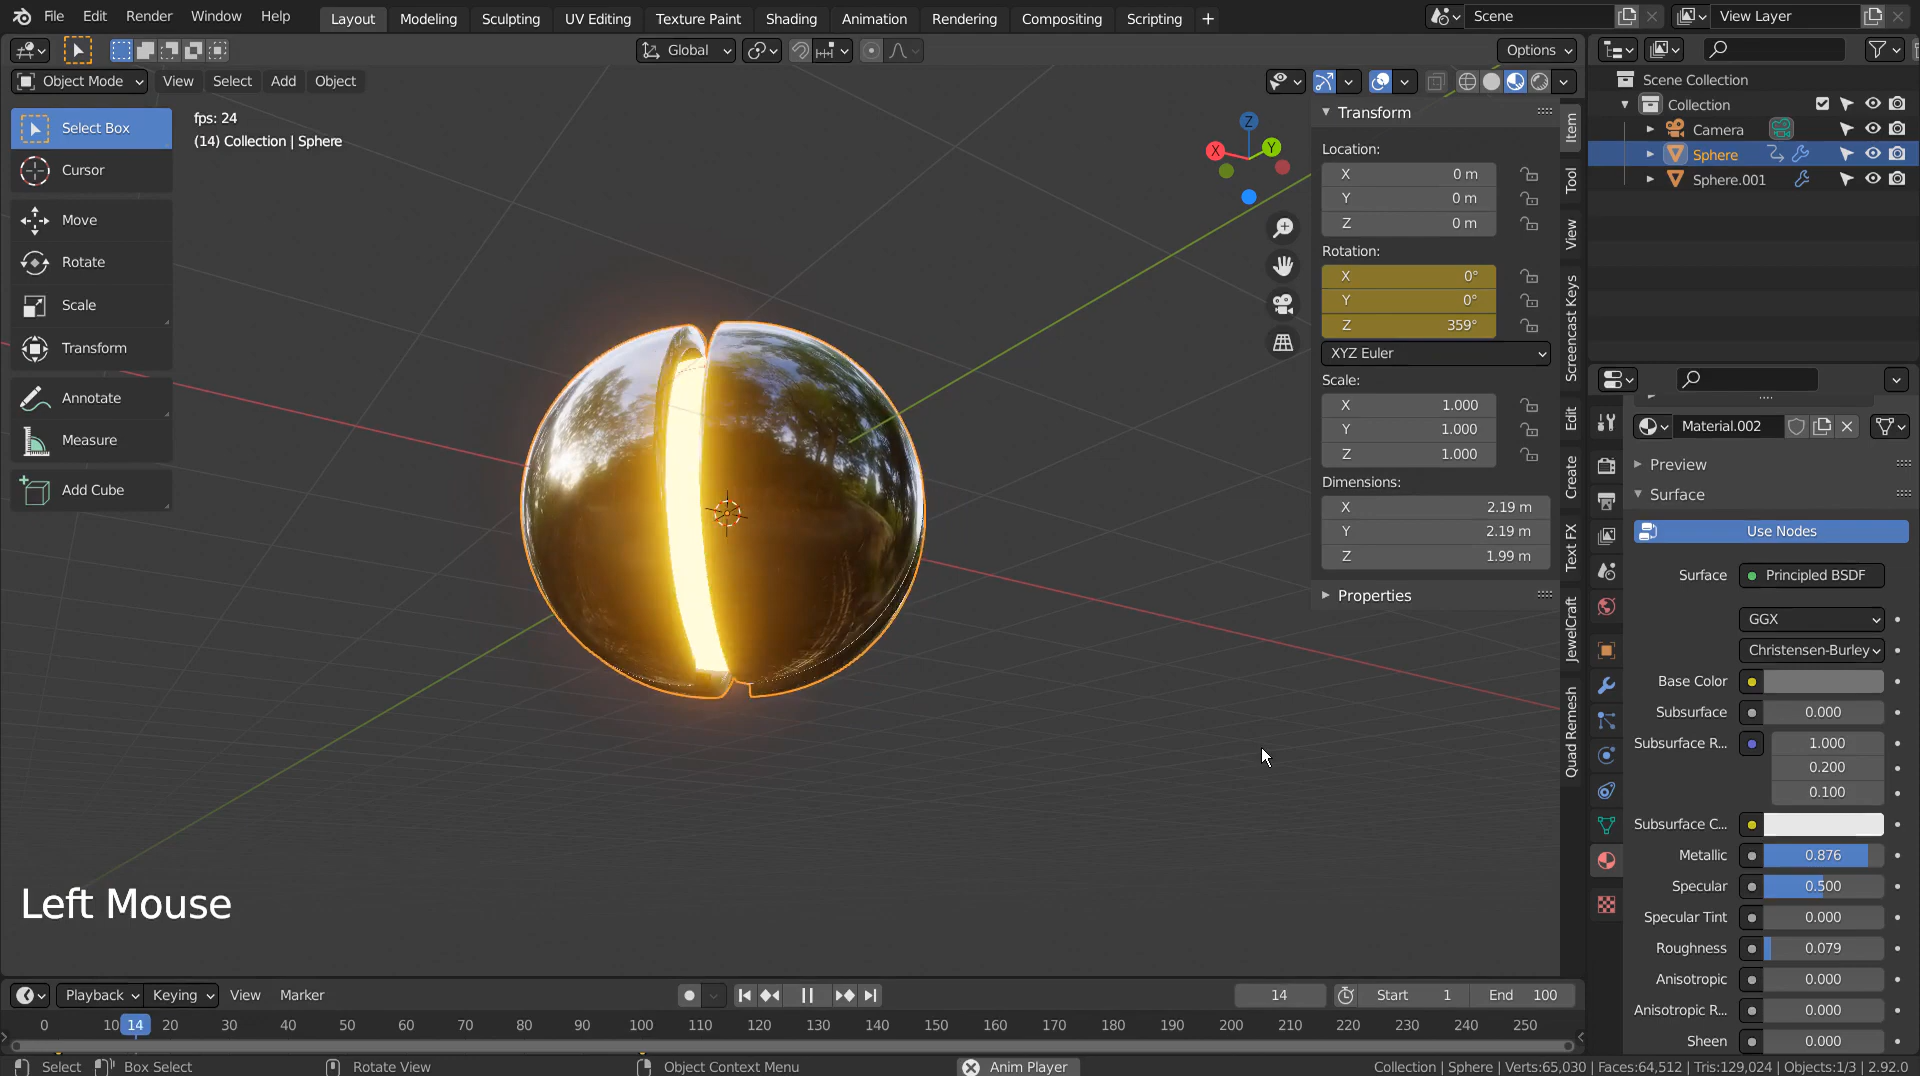 File Edit Render Window Help Layout Modeling Sculpting UV Editing Texture Paint Shading Animation Rendering Compositing Scripting + Scene View Layer
Global Options
Object Mode View Select Add Object
Select Box
Cursor
Move
Rotate
Scale
Transform
Annotate
Measure
Add Cube
fps: 24
(14) Collection | Sphere
Z
X
Y
Transform
Location:
X 0 m
Y 0 m
Z 0 m
Rotation:
X 0°
Y 0°
Z 359°
XYZ Euler
Scale:
X 1.000
Y 1.000
Z 1.000
Dimensions:
X 2.19 m
Y 2.19 m
Z 1.99 m
Properties
Item
Tool
View
Screencast Keys
Edit
Create
Text FX
JewelCraft
Quad Remesh
Scene Collection
Collection
Camera
Sphere
Sphere.001
Material.002
Preview
Surface
Use Nodes
Surface Principled BSDF
GGX
Christensen-Burley
Base Color
Subsurface 0.000
Subsurface R... 1.000
0.200
0.100
Subsurface C...
Metallic 0.876
Specular 0.500
Specular Tint 0.000
Roughness 0.079
Anisotropic 0.000
Anisotropic R... 0.000
Sheen 0.000
Left Mouse
Playback Keying View Marker 14 Start 1 End 100
0 10 14 20 30 40 50 60 70 80 90 100 110 120 130 140 150 160 170 180 190 200 210 220 230 240 250
Select Box Select Rotate View Object Context Menu Anim Player Collection | Sphere | Verts:65,030 | Faces:64,512 | Tris:129,024 | Objects:1/3 | 2.92.0